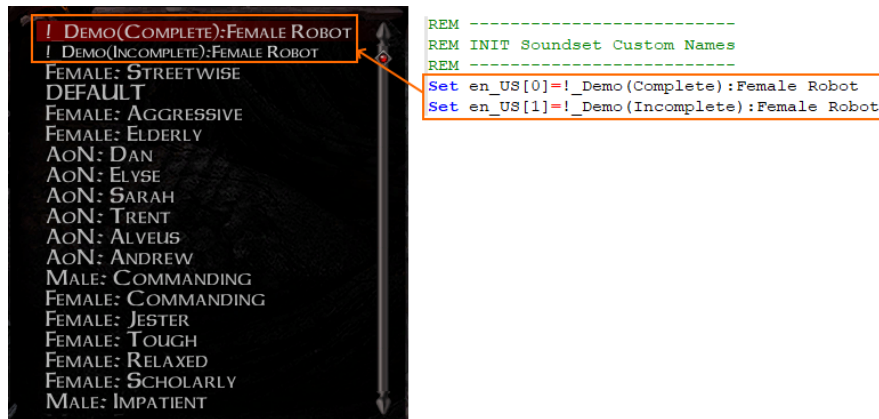 ! Demo(Complete):Female Robot
! Demo(Incomplete):Female Robot
Female: Streetwise
DEFAULT
Female: Aggressive
Female: Elderly
AoN: Dan
AoN: Elyse
AoN: Sarah
AoN: Trent
AoN: Alveus
AoN: Andrew
Male: Commanding
Female: Commanding
Female: Jester
Female: Tough
Female: Relaxed
Female: Scholarly
Male: Impatient
REM ---------------------------
REM INIT Soundset Custom Names
REM ---------------------------
Set en_US[0]=!_Demo(Complete):Female Robot
Set en_US[1]=!_Demo(Incomplete):Female Robot